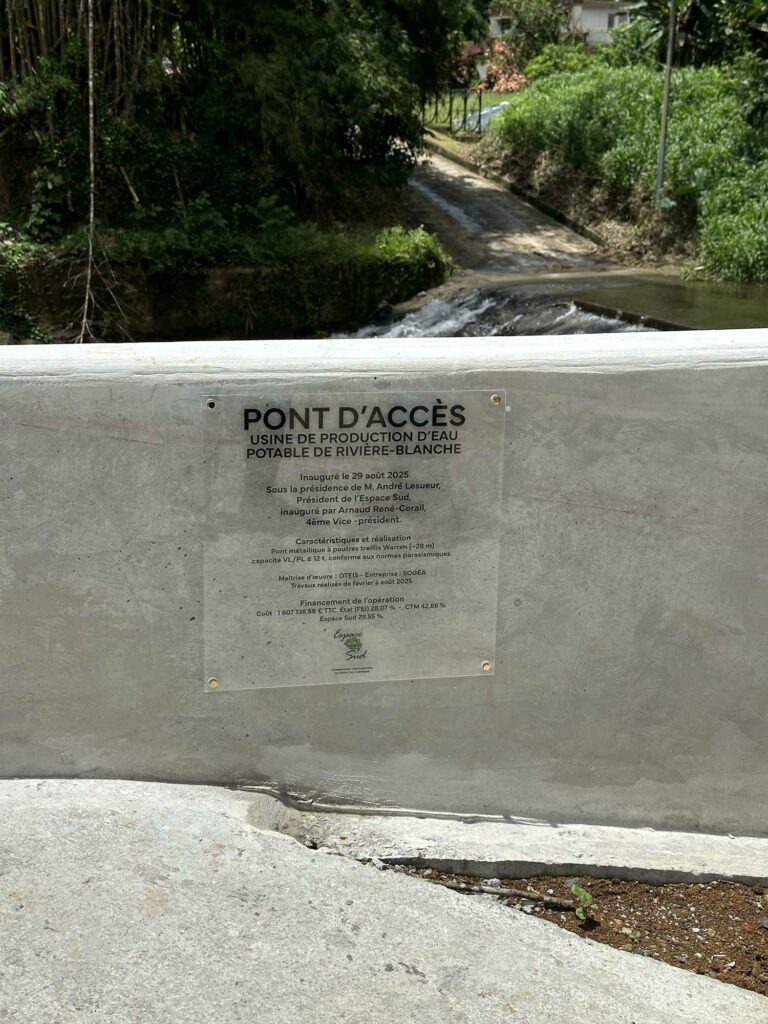 PONT D'ACCÈS
USINE DE PRODUCTION D'EAU
POTABLE DE RIVIÈRE-BLANCHE
Inauguré le 29 août 2025
Sous la présidence de M. André Lesueur,
Président de l'Espace Sud,
inauguré par Arnaud René-Corail,
4ème Vice -président.
Caractéristiques et réalisation
Pont métallique à poutres treillis Warren (~28 m)
capacité VL/PL ≤ 12 t, conforme aux normes parasismiques.
Maîtrise d'œuvre : OTEIS - Entreprise : SOGEA
Travaux réalisés de février à août 2025.
Financement de l'opération
Coût : 1 607 138,59 € TTC. État (FEI) 28,07 % - CTM 42,88 %
Espace Sud 29,55 %.
Espace
Sud